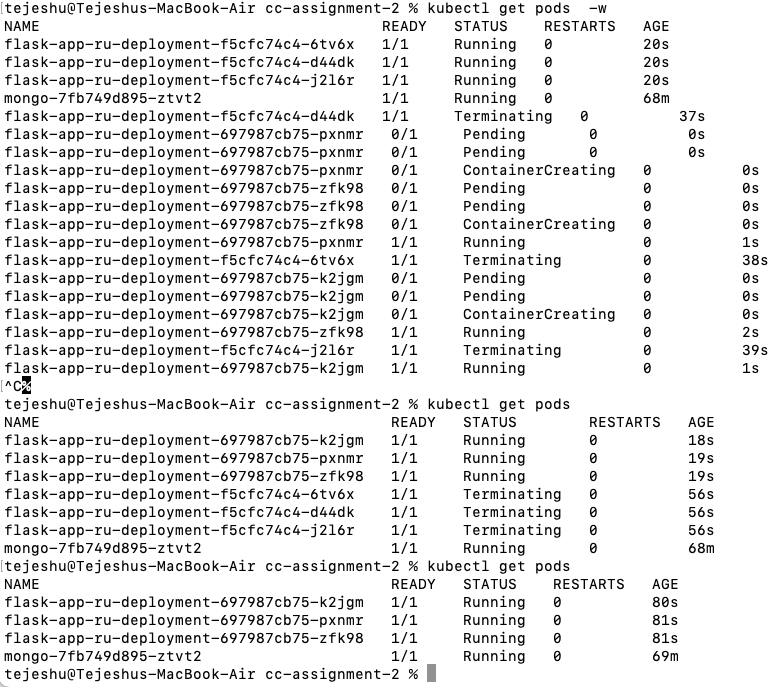 [tejeshu@Tejeshus-MacBook-Air cc-assignment-2 % kubectl get pods  -w
NAME                                       READY   STATUS    RESTARTS   AGE
flask-app-ru-deployment-f5cfc74c4-6tv6x   1/1     Running   0          20s
flask-app-ru-deployment-f5cfc74c4-d44dk   1/1     Running   0          20s
flask-app-ru-deployment-f5cfc74c4-j2l6r   1/1     Running   0          20s
mongo-7fb749d895-ztvt2                    1/1     Running   0          68m
flask-app-ru-deployment-f5cfc74c4-d44dk   1/1     Terminating   0          37s
flask-app-ru-deployment-697987cb75-pxnmr   0/1     Pending       0          0s
flask-app-ru-deployment-697987cb75-pxnmr   0/1     Pending       0          0s
flask-app-ru-deployment-697987cb75-pxnmr   0/1     ContainerCreating   0          0s
flask-app-ru-deployment-697987cb75-zfk98   0/1     Pending             0          0s
flask-app-ru-deployment-697987cb75-zfk98   0/1     Pending             0          0s
flask-app-ru-deployment-697987cb75-zfk98   0/1     ContainerCreating   0          0s
flask-app-ru-deployment-697987cb75-pxnmr   1/1     Running             0          1s
flask-app-ru-deployment-f5cfc74c4-6tv6x    1/1     Terminating         0          38s
flask-app-ru-deployment-697987cb75-k2jgm   0/1     Pending             0          0s
flask-app-ru-deployment-697987cb75-k2jgm   0/1     Pending             0          0s
flask-app-ru-deployment-697987cb75-k2jgm   0/1     ContainerCreating   0          0s
flask-app-ru-deployment-697987cb75-zfk98   1/1     Running             0          2s
flask-app-ru-deployment-f5cfc74c4-j2l6r    1/1     Terminating         0          39s
flask-app-ru-deployment-697987cb75-k2jgm   1/1     Running             0          1s
[^C%
tejeshu@Tejeshus-MacBook-Air cc-assignment-2 % kubectl get pods
NAME                                       READY   STATUS        RESTARTS   AGE
flask-app-ru-deployment-697987cb75-k2jgm   1/1     Running       0          18s
flask-app-ru-deployment-697987cb75-pxnmr   1/1     Running       0          19s
flask-app-ru-deployment-697987cb75-zfk98   1/1     Running       0          19s
flask-app-ru-deployment-f5cfc74c4-6tv6x    1/1     Terminating   0          56s
flask-app-ru-deployment-f5cfc74c4-d44dk    1/1     Terminating   0          56s
flask-app-ru-deployment-f5cfc74c4-j2l6r    1/1     Terminating   0          56s
mongo-7fb749d895-ztvt2                     1/1     Running       0          68m
[tejeshu@Tejeshus-MacBook-Air cc-assignment-2 % kubectl get pods
NAME                                       READY   STATUS    RESTARTS   AGE
flask-app-ru-deployment-697987cb75-k2jgm   1/1     Running   0          80s
flask-app-ru-deployment-697987cb75-pxnmr   1/1     Running   0          81s
flask-app-ru-deployment-697987cb75-zfk98   1/1     Running   0          81s
mongo-7fb749d895-ztvt2                     1/1     Running   0          69m
tejeshu@Tejeshus-MacBook-Air cc-assignment-2 %